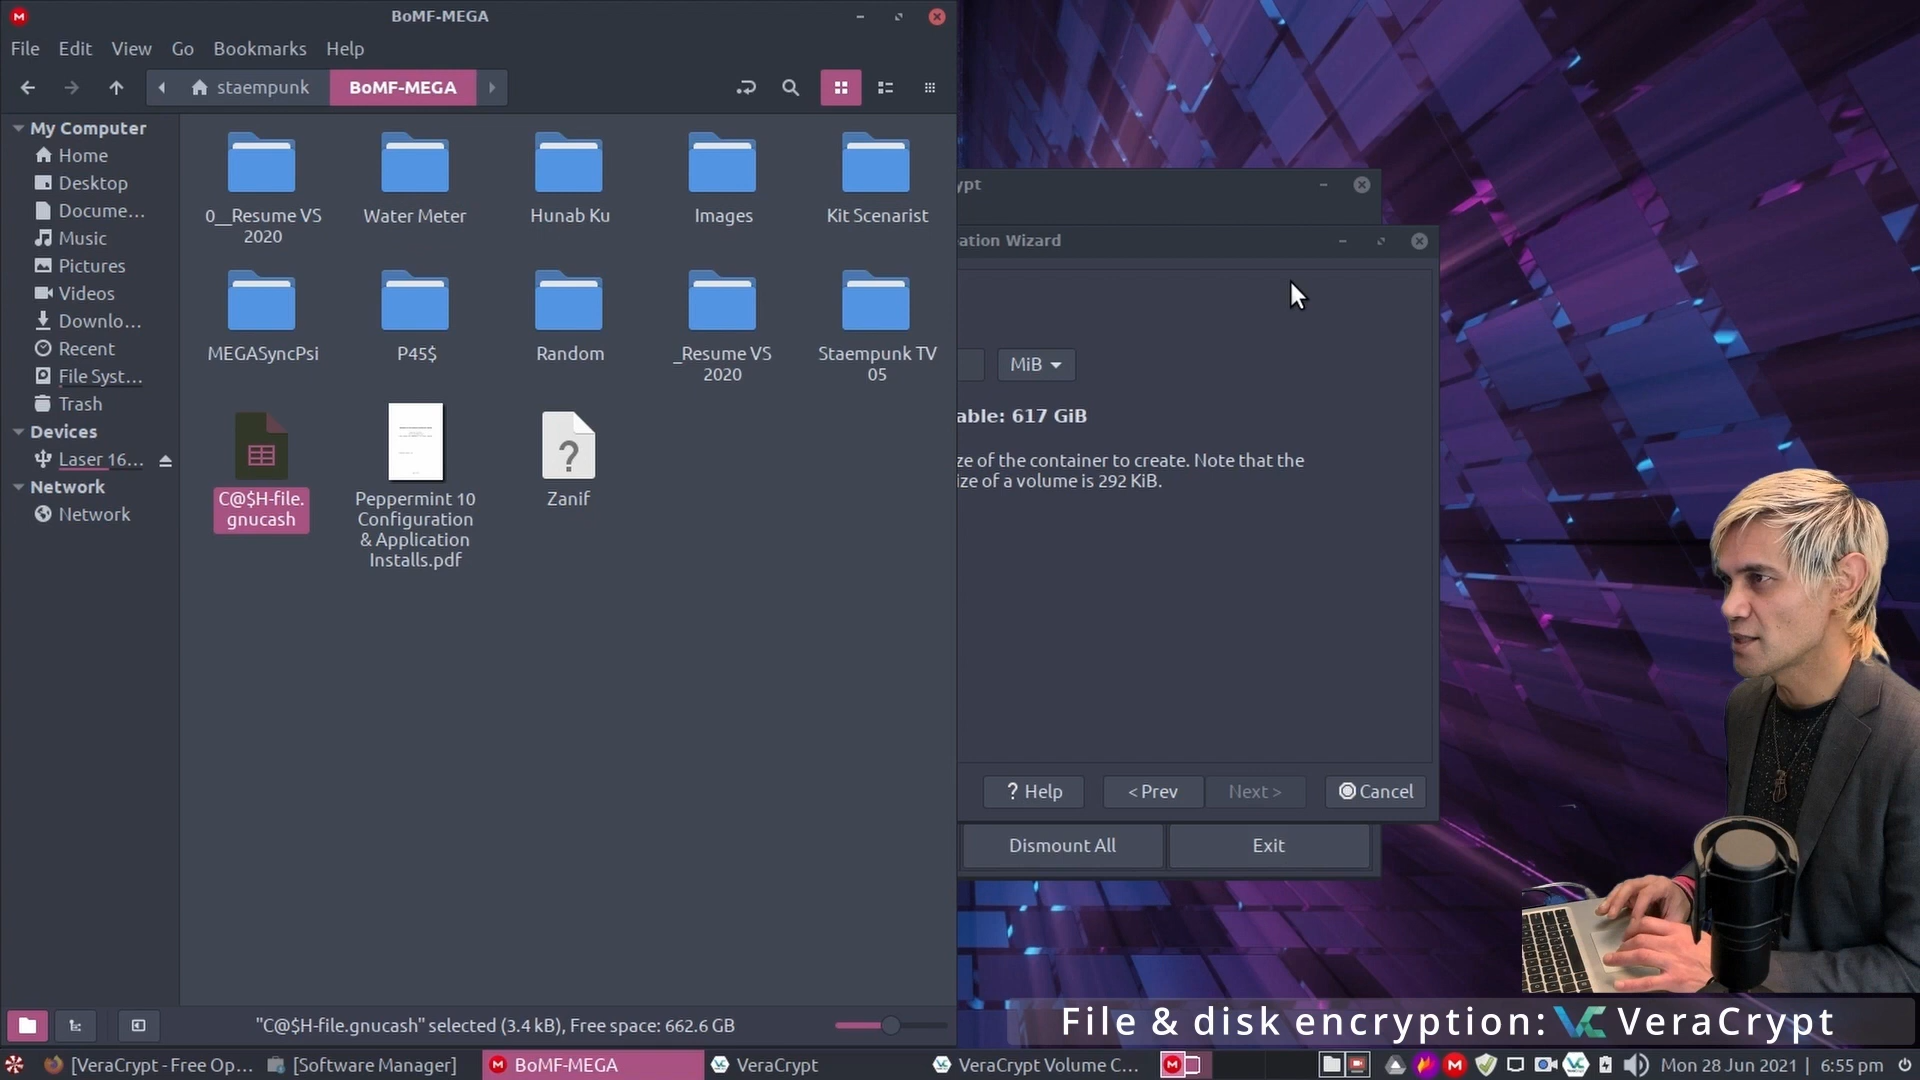 BoMF-MEGA
File Edit View Go Bookmarks Help
staempunk BoMF-MEGA
My Computer
Home
Desktop
Docume...
Music
Pictures
Videos
Downlo...
Recent
File Syst...
Trash
Devices
Laser 16...
Network
Network
0__Resume VS
2020
Water Meter
Hunab Ku
Images
Kit Scenarist
MEGASyncPsi
P45$
Random
_Resume VS
2020
Staempunk TV
05
C@$H-file.
gnucash
Peppermint 10
Configuration
& Application
Installs.pdf
Zanif
"C@$H-file.gnucash" selected (3.4 kB), Free space: 662.6 GB
ypt
ation Wizard
MiB
able: 617 GiB
ze of the container to create. Note that the
ize of a volume is 292 KiB.
? Help < Prev Next > Cancel
Dismount All Exit
File & disk encryption: VeraCrypt
[VeraCrypt - Free Op... [Software Manager] BoMF-MEGA VeraCrypt VeraCrypt Volume C... Mon 28 Jun 2021 | 6:55 pm